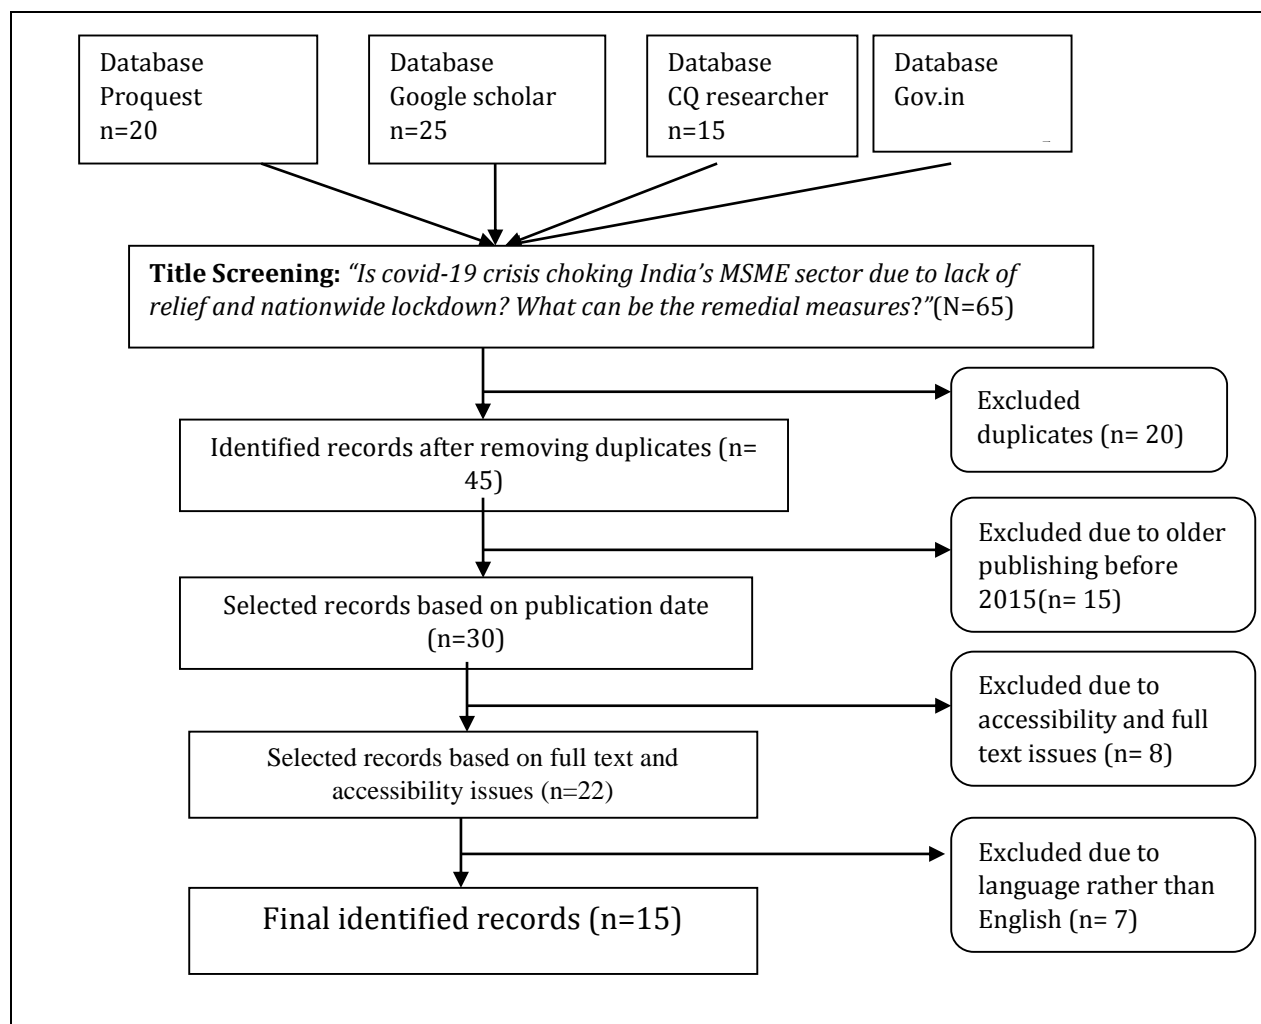 Database
Proquest
n=20
Database
Google scholar
n=25
Database
CQ researcher
n=15
Database
Gov.in
Title Screening: “Is covid-19 crisis choking India’s MSME sector due to lack of
relief and nationwide lockdown? What can be the remedial measures?”(N=65)
Excluded
duplicates (n= 20)
Identified records after removing duplicates (n=
45)
Excluded due to older
publishing before
2015(n= 15)
Selected records based on publication date
(n=30)
Excluded due to
accessibility and full
text issues (n= 8)
Selected records based on full text and
accessibility issues (n=22)
Excluded due to
language rather than
English (n= 7)
Final identified records (n=15)